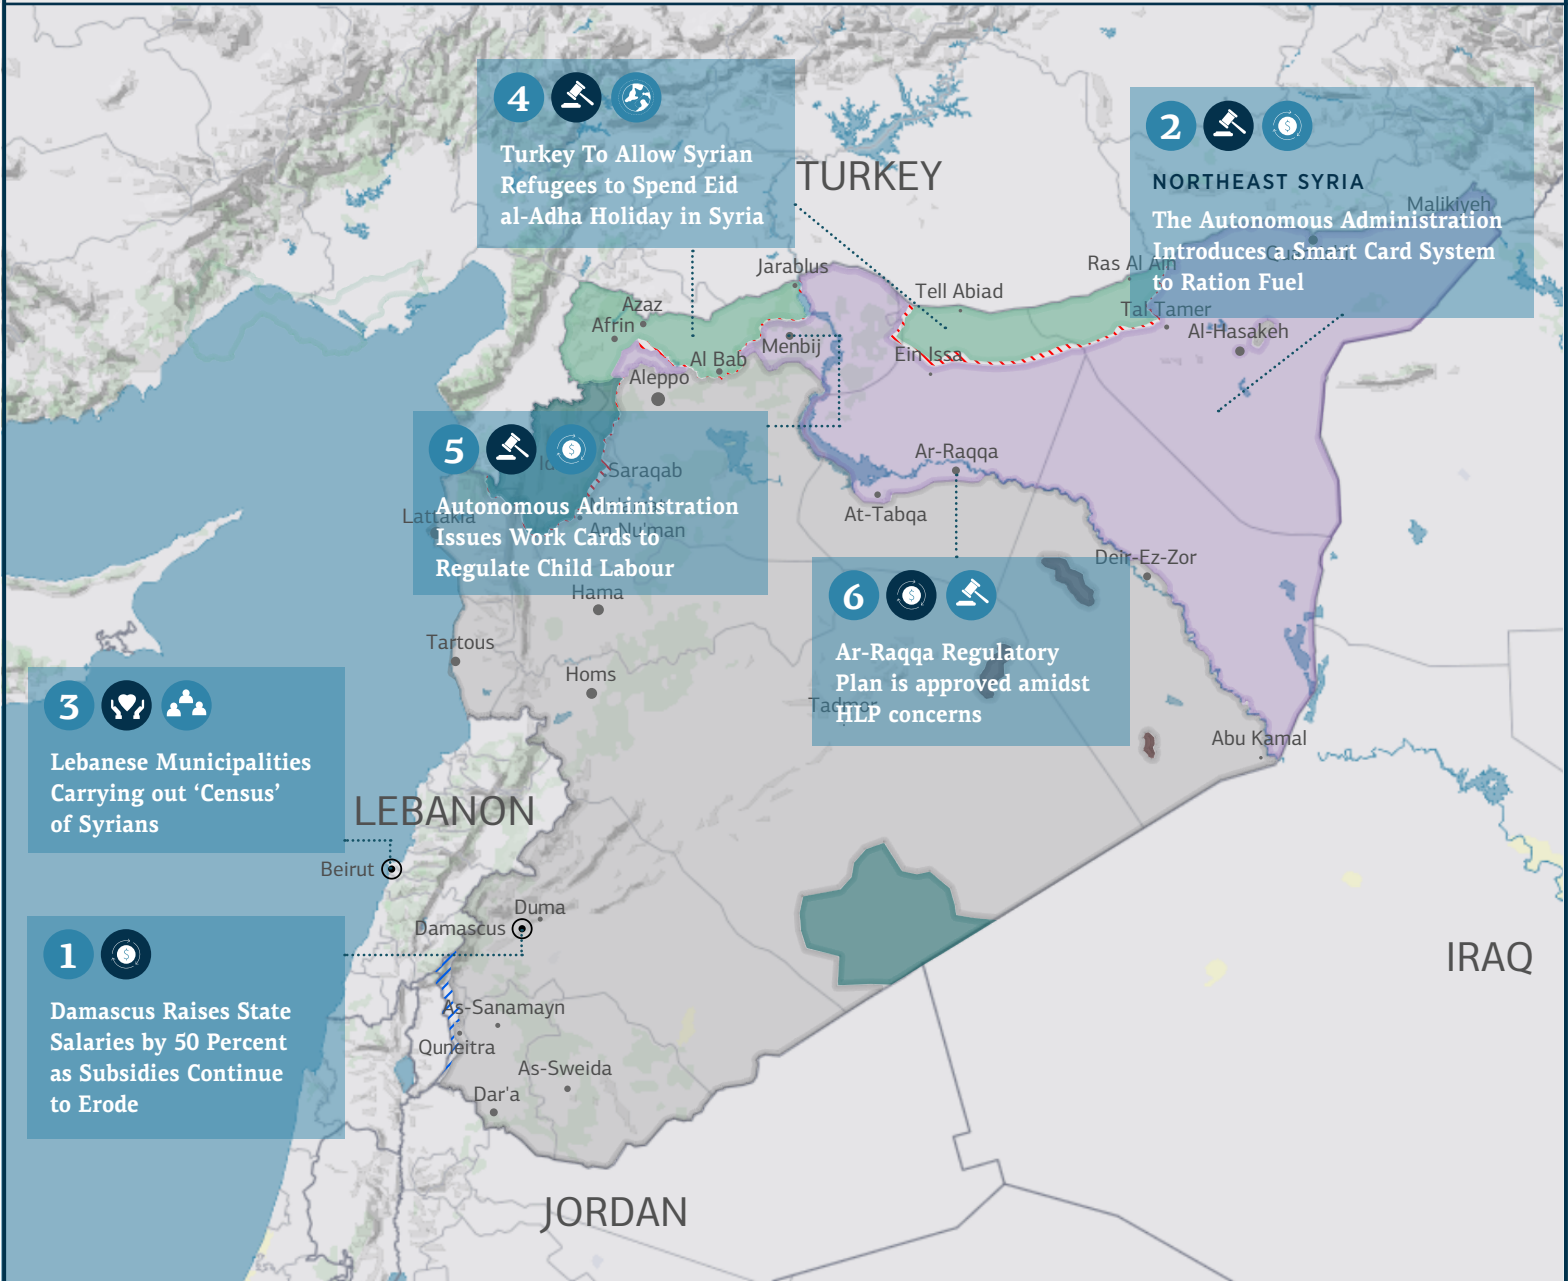 4
Turkey To Allow Syrian
Refugees to Spend Eid
al-Adha Holiday in Syria
TURKEY
2
NORTHEAST SYRIA
The Autonomous Administration
Introduces a Smart Card System
to Ration Fuel
Malikiyeh
Jarablus
Ras Al Ain
Tell Abiad
Azaz
Afrin
Tal Tamer
Al-Hasakeh
Menbij
Ein Issa
Al Bab
Aleppo
5
Autonomous Administration
Issues Work Cards to
Regulate Child Labour
Saraqab
An Nu'man
Lattakia
Ar-Raqqa
At-Tabqa
Deir-Ez-Zor
Hama
Tartous
Homs
6
Ar-Raqqa Regulatory
Plan is approved amidst
HLP concerns
Tadmor
Abu Kamal
3
Lebanese Municipalities
Carrying out ‘Census’
of Syrians
LEBANON
Beirut
Duma
Damascus
1
Damascus Raises State
Salaries by 50 Percent
as Subsidies Continue
to Erode
IRAQ
As-Sanamayn
Quneitra
As-Sweida
Dar'a
JORDAN